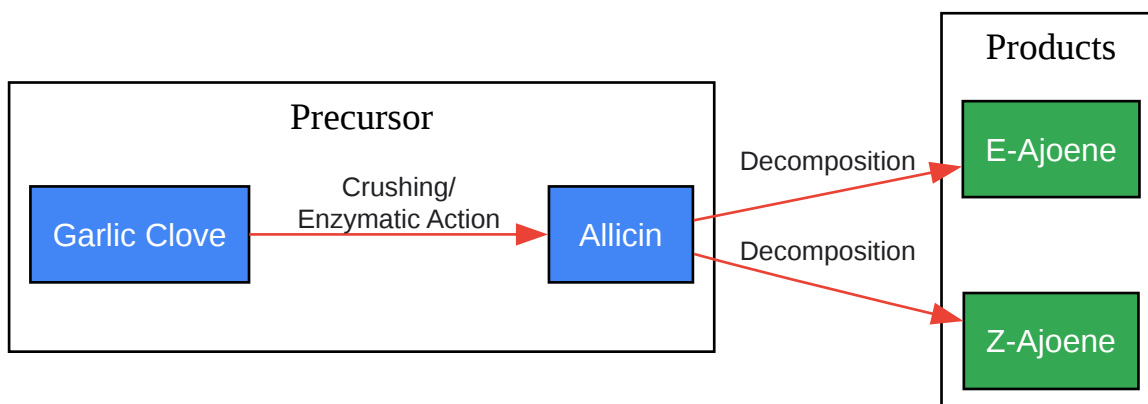 Products
Precursor
E-Ajoene
Decomposition
Crushing/
Enzymatic Action
Garlic Clove
Allicin
Decomposition
Z-Ajoene